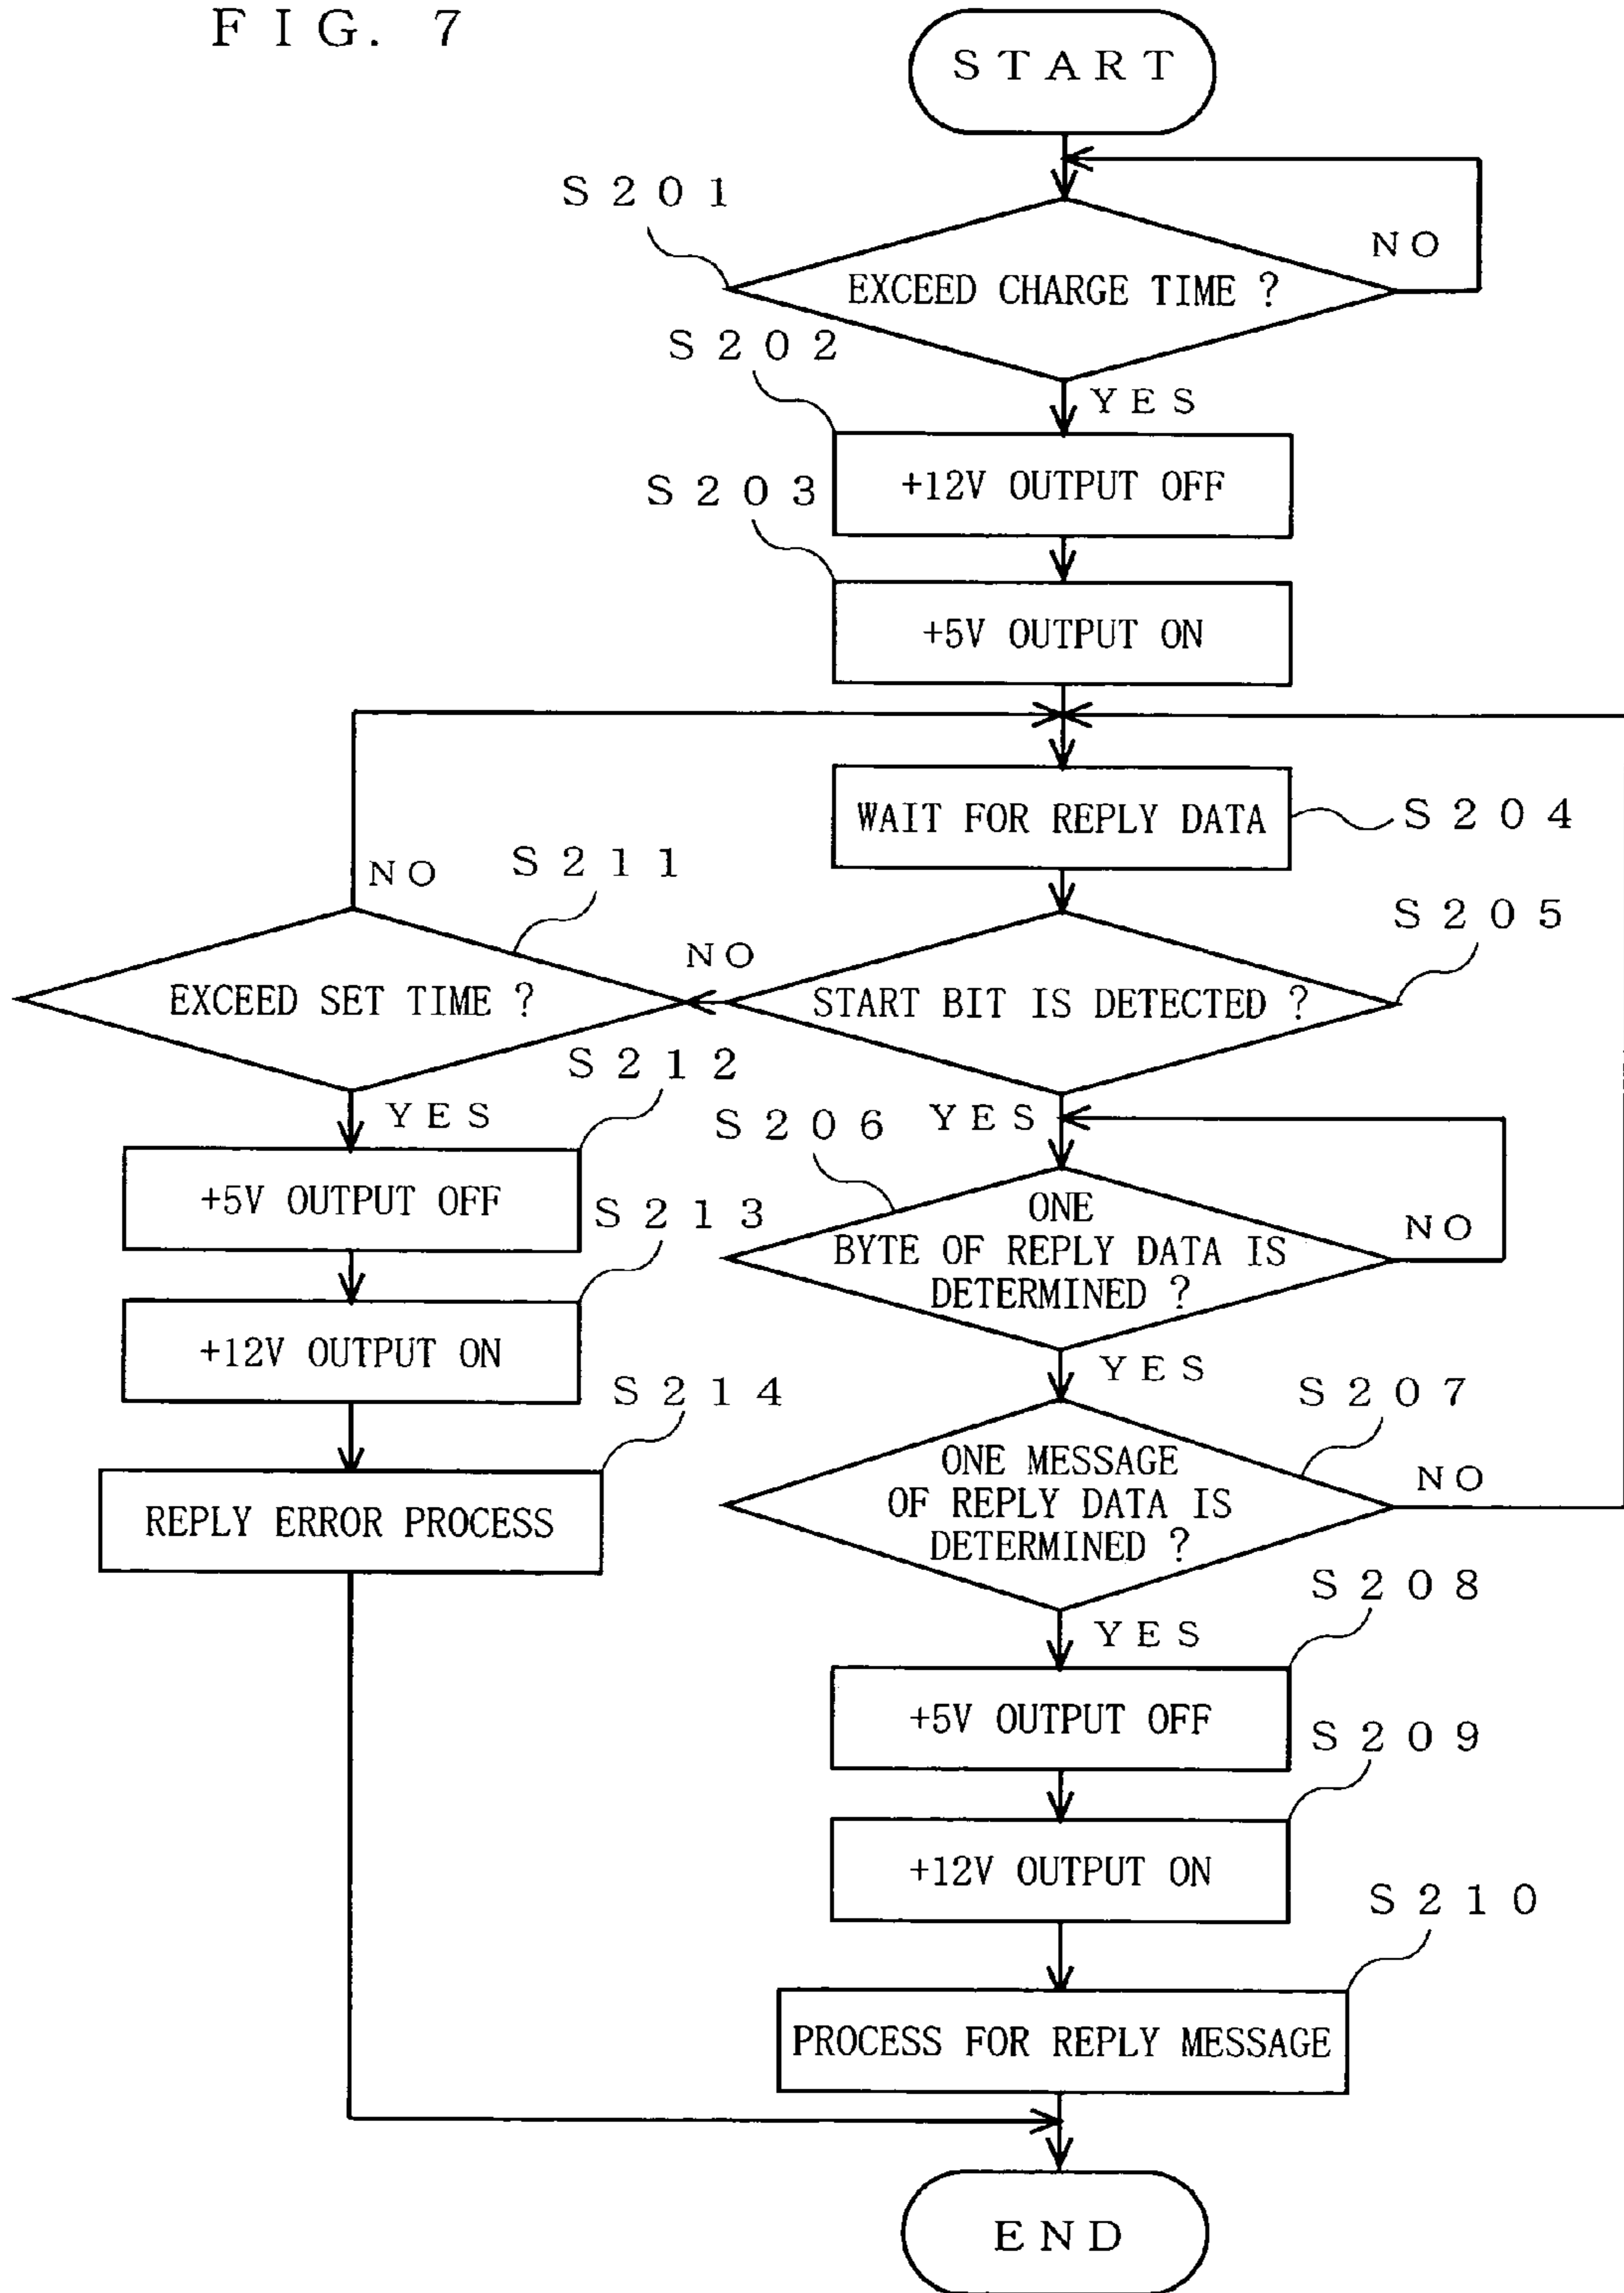 FIG. 7
START
S201
NO
EXCEED CHARGE TIME ?
S202
YES
+12V OUTPUT OFF
S203
+5V OUTPUT ON
WAIT FOR REPLY DATA
S204
NO
S211
S205
NO
EXCEED SET TIME ?
START BIT IS DETECTED ?
S212
YES
YES
S206
+5V OUTPUT OFF
S213
ONE
BYTE OF REPLY DATA IS
DETERMINED ?
NO
+12V OUTPUT ON
YES
S214
S207
ONE MESSAGE
OF REPLY DATA IS
DETERMINED ?
NO
REPLY ERROR PROCESS
S208
YES
+5V OUTPUT OFF
S209
+12V OUTPUT ON
S210
PROCESS FOR REPLY MESSAGE
END